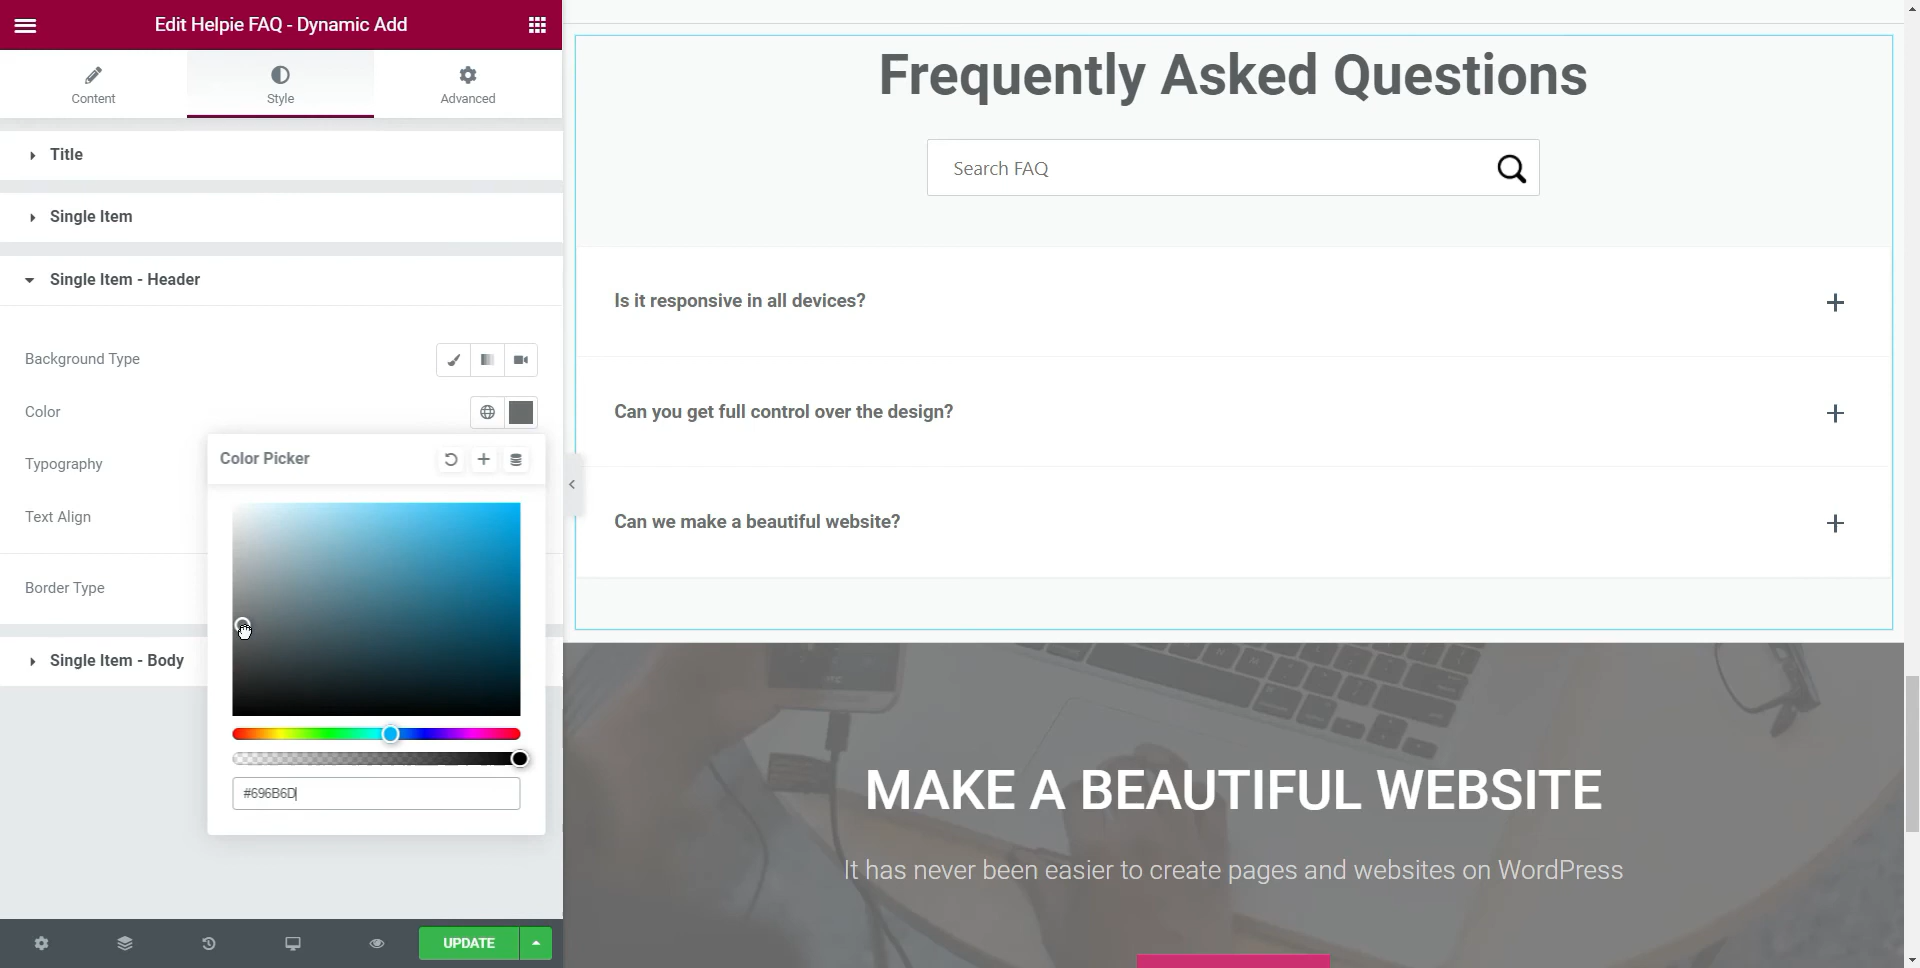 Edit Helpie FAQ - Dynamic Add
Content
Style
Advanced
Title
Single Item
Single Item - Header
Background Type
Color
Typography
Text Align
Border Type
Single Item - Body
Color Picker
#696B6D
UPDATE
Frequently Asked Questions
Search FAQ
Is it responsive in all devices?
Can you get full control over the design?
Can we make a beautiful website?
MAKE A BEAUTIFUL WEBSITE
It has never been easier to create pages and websites on WordPress